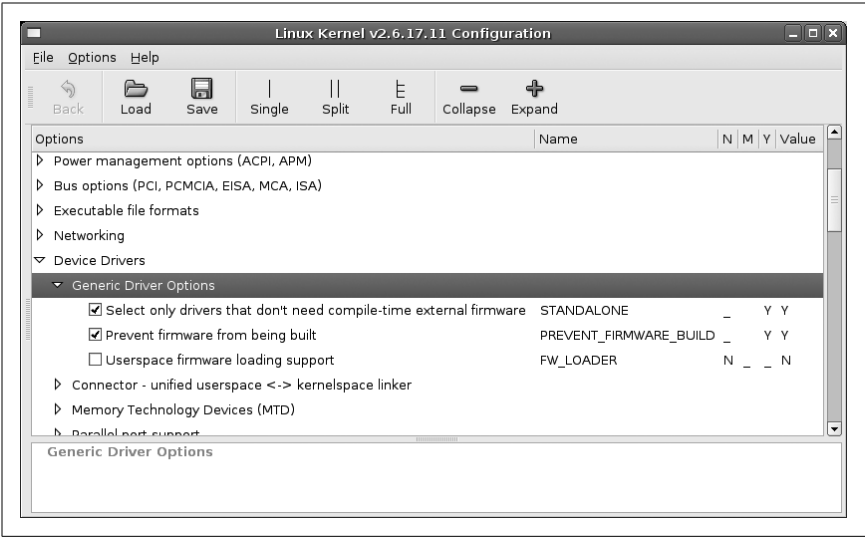 Linux Kernel v2.6.17.11 Configuration
File Options Help
Back Load Save Single Split Full Collapse Expand
Options Name N M Y Value
Power management options (ACPI, APM)
Bus options (PCI, PCMCIA, EISA, MCA, ISA)
Executable file formats
Networking
Device Drivers
Generic Driver Options
Select only drivers that don't need compile-time external firmware STANDALONE _ Y Y
Prevent firmware from being built PREVENT_FIRMWARE_BUILD _ Y Y
Userspace firmware loading support FW_LOADER N _ _ N
Connector - unified userspace <-> kernelspace linker
Memory Technology Devices (MTD)
Parallel port support
Generic Driver Options